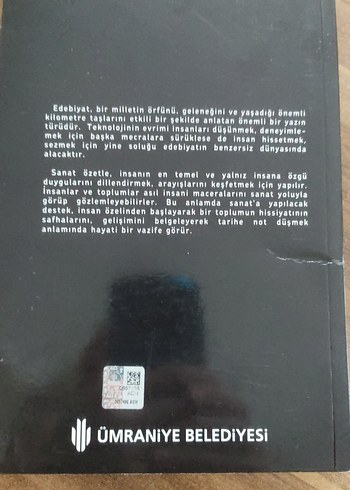 Edebiyat, bir milletin örfünü, geleneğini ve yaşadığı önemli
kilometre taşlarını etkili bir şekilde anlatan önemli bir yazın
türüdür. Teknolojinin evrimi insanları düşünmek, deneyimle-
mek için başka mecralara sürüklese de insan hissetmek,
sezmek için yine soluğu edebiyatın benzersiz dünyasında
alacaktır.
Sanat özetle, insanın en temel ve yalnız insana özgü
duygularını dillendirmek, arayışlarını keşfetmek için yapılır.
İnsanlar ve toplumlar asıl insani maceralarını sanat yoluyla
görüp gözlemleyebilirler. Bu anlamda sanat'a yapılacak
destek, insan özelinden başlayarak bir toplumun hissiyatının
safahalarını, gelişimini belgeleyerek tarihe not düşmek
anlamında hayati bir vazife görür.
ÜMRANİYE BELEDİYESİ